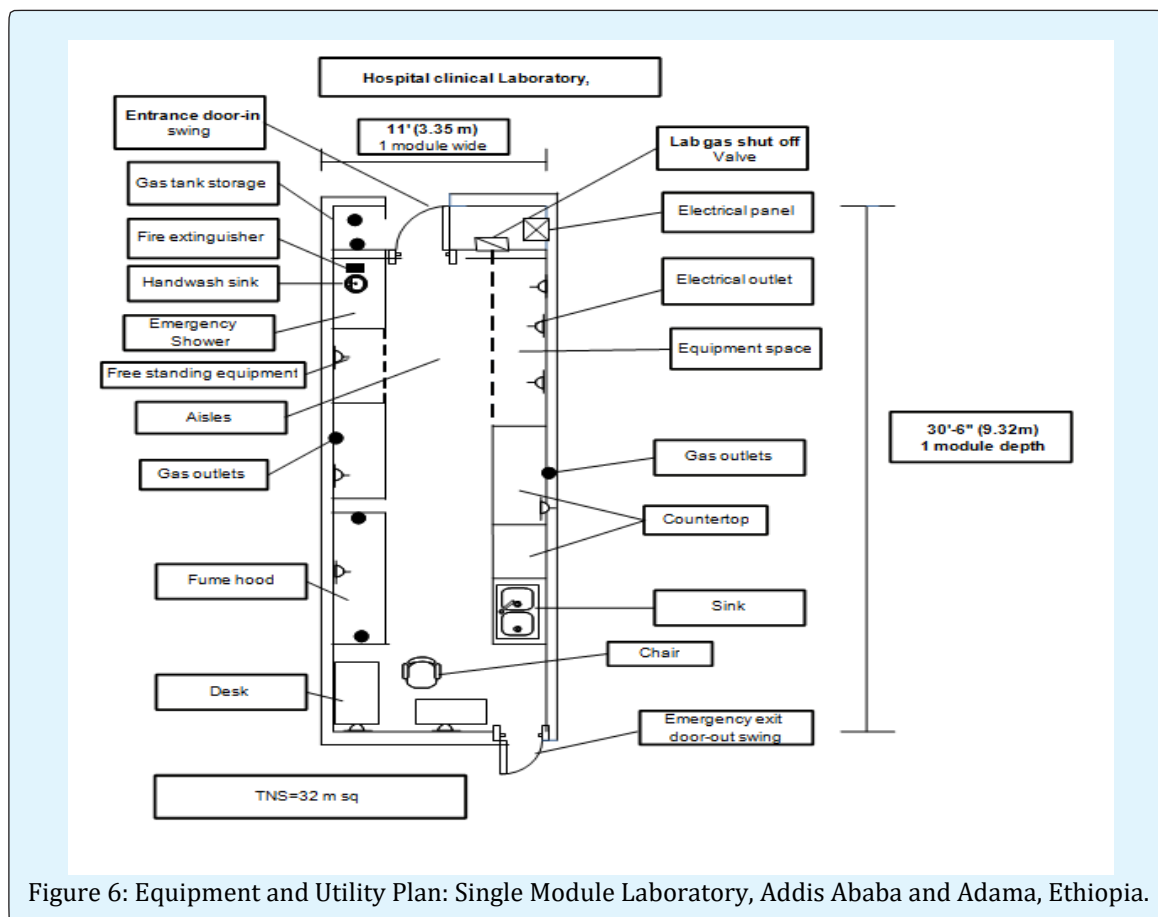 Hospital clinical Laboratory,
Entrance door-in
swing
11' (3.35 m)
1 module wide
Lab gas shut off
Valve
Gas tank storage
Electrical panel
Fire extinguisher
Handwash sink
Electrical outlet
Emergency
Shower
Equipment space
Free standing equipment
Aisles
30'-6" (9.32m)
1 module depth
Gas outlets
Gas outlets
Countertop
Fume hood
Sink
Chair
Desk
Emergency exit
door-out swing
TNS=32 m sq
Figure 6: Equipment and Utility Plan: Single Module Laboratory, Addis Ababa and Adama, Ethiopia.